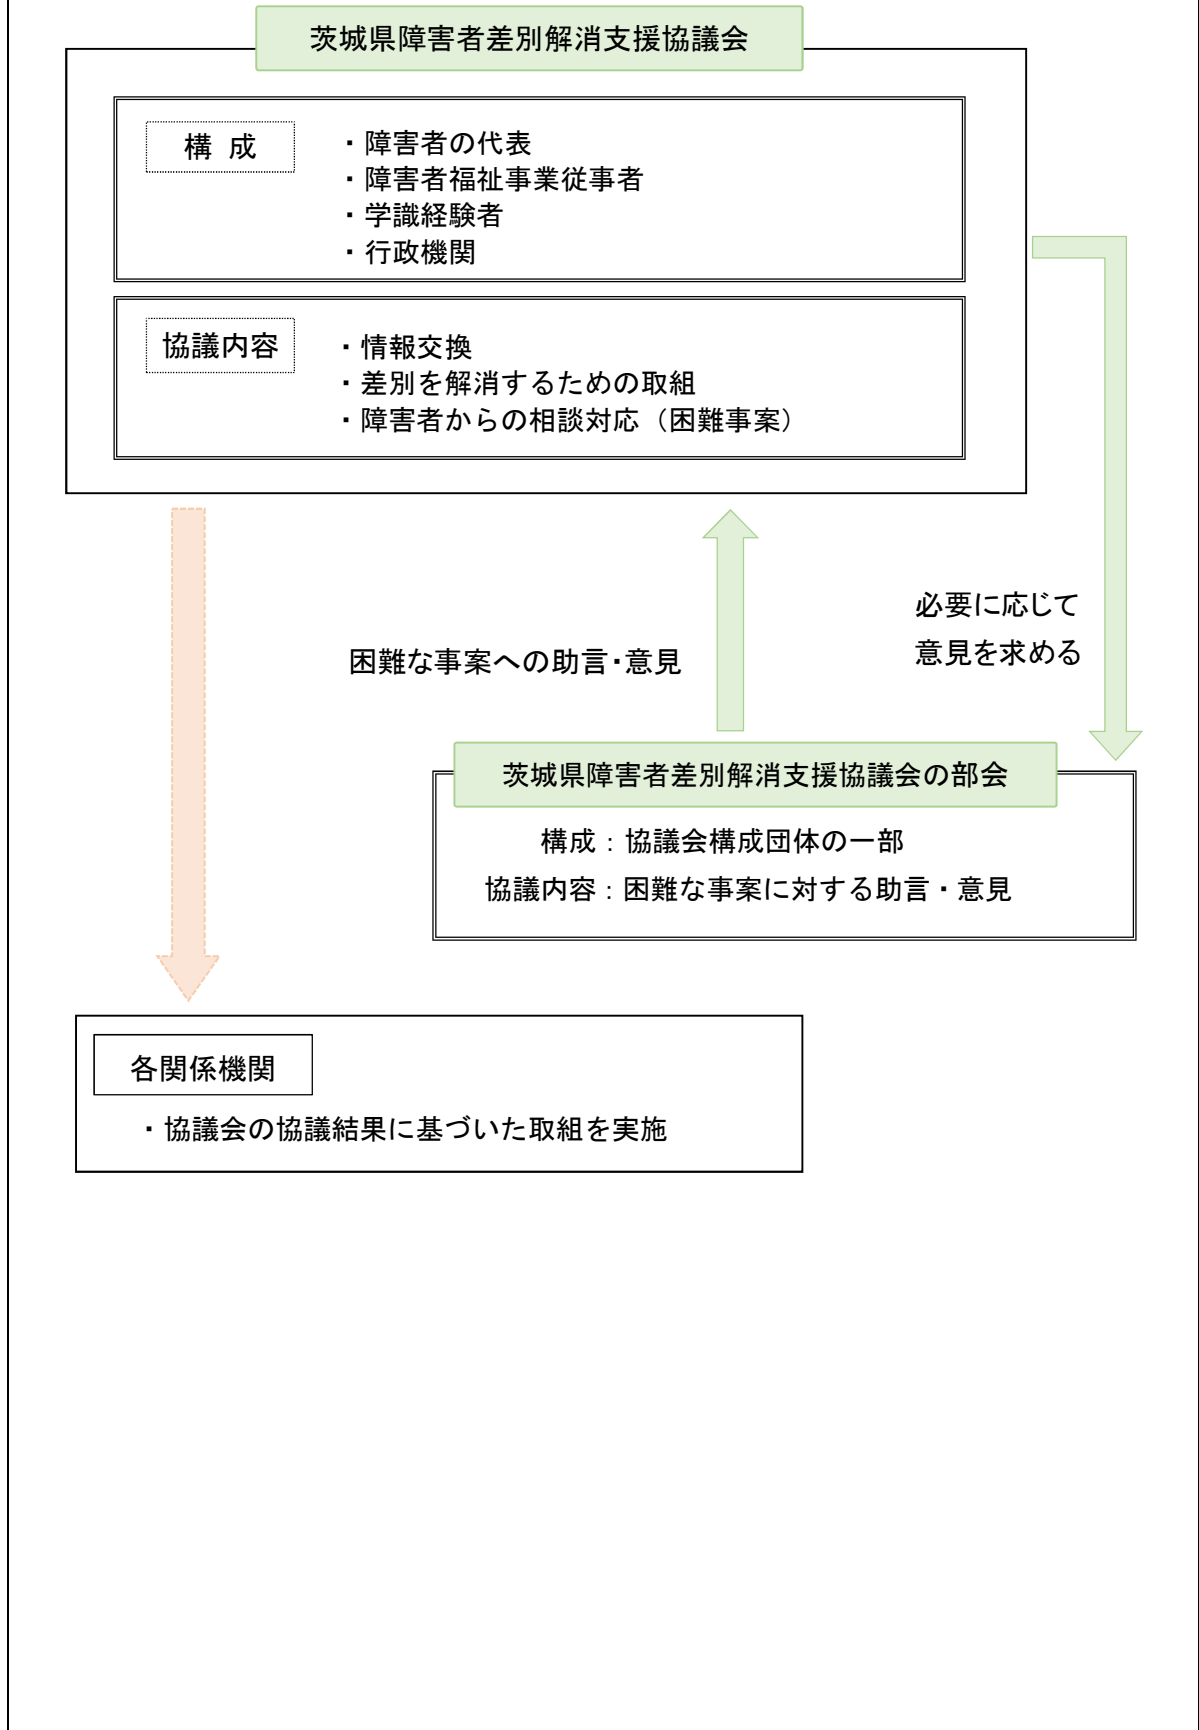 茨城県障害者差別解消支援協議会
構 成
・障害者の代表
・障害者福祉事業従事者
・学識経験者
・行政機関
協議内容
・情報交換
・差別を解消するための取組
・障害者からの相談対応（困難事案）
必要に応じて
意見を求める
困難な事案への助言・意見
茨城県障害者差別解消支援協議会の部会
構成：協議会構成団体の一部
協議内容：困難な事案に対する助言・意見
各関係機関
・協議会の協議結果に基づいた取組を実施